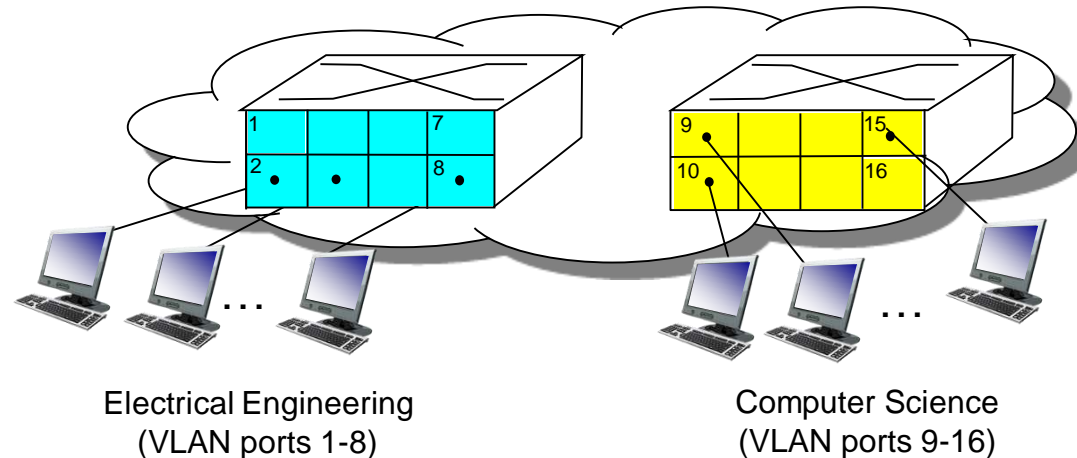 1 7
2 8
9 15
10 16
...
...
Electrical Engineering
(VLAN ports 1-8)
Computer Science
(VLAN ports 9-16)